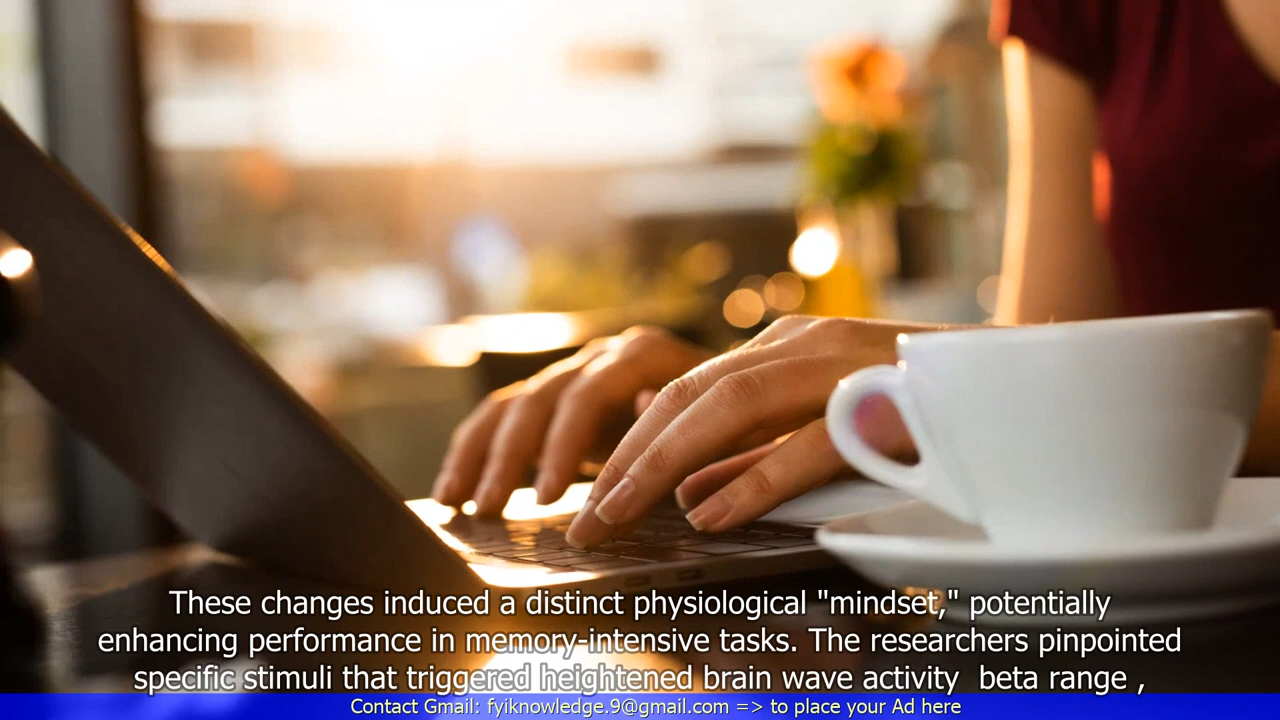 These changes induced a distinct physiological "mindset," potentially
enhancing performance in memory-intensive tasks. The researchers pinpointed
specific stimuli that triggered heightened brain wave activity  beta range ,
Contact Gmail: fyiknowledge.9@gmail.com => to place your Ad here